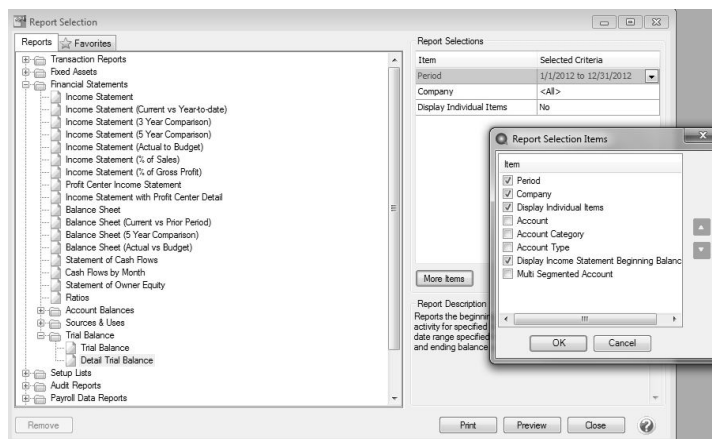 Report Selection
Reports Favorites
Transaction Reports
Fixed Assets
Financial Statements
Income Statement
Income Statement (Current vs Year-to-date)
Income Statement (3 Year Comparison)
Income Statement (5 Year Comparison)
Income Statement (Actual to Budget)
Income Statement (% of Sales)
Income Statement (% of Gross Profit)
Profit Center Income Statement
Income Statement with Profit Center Detail
Balance Sheet
Balance Sheet (Current vs Prior Period)
Balance Sheet (5 Year Comparison)
Balance Sheet (Actual vs Budget)
Statement of Cash Flows
Cash Flows by Month
Statement of Owner Equity
Ratios
Account Balances
Sources & Uses
Trial Balance
Trial Balance
Detail Trial Balance
Setup Lists
Audit Reports
Payroll Data Reports
Remove
Report Selections
Item Selected Criteria
Period 1/1/2012 to 12/31/2012
Company <All>
Display Individual Items No
More Items
Report Description
Reports the beginnin
activity for specified
date range specified
and ending balance
Print Preview Close
Report Selection Items
Item
Period
Company
Display Individual Items
Account
Account Category
Account Type
Display Income Statement Beginning Balanc
Multi Segmented Account
OK Cancel